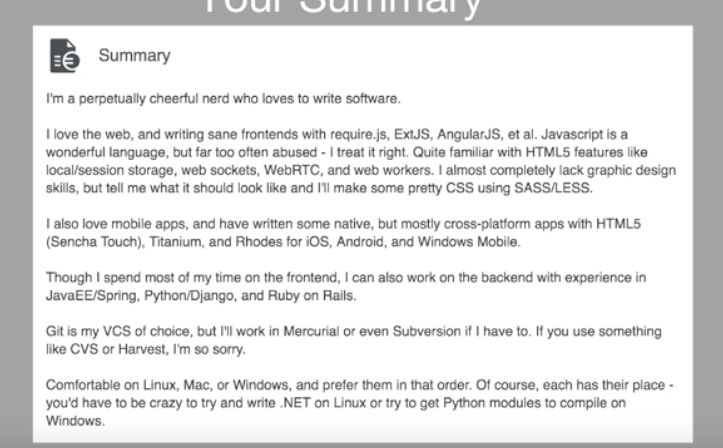 Your Summary
Summary
I'm a perpetually cheerful nerd who loves to write software.
I love the web, and writing sane frontends with require.js, ExtJS, AngularJS, et al. Javascript is a
wonderful language, but far too often abused - I treat it right. Quite familiar with HTML5 features like
local/session storage, web sockets, WebRTC, and web workers. I almost completely lack graphic design
skills, but tell me what it should look like and I'll make some pretty CSS using SASS/LESS.
I also love mobile apps, and have written some native, but mostly cross-platform apps with HTML5
(Sencha Touch), Titanium, and Rhodes for iOS, Android, and Windows Mobile.
Though I spend most of my time on the frontend, I can also work on the backend with experience in
JavaEE/Spring, Python/Django, and Ruby on Rails.
Git is my VCS of choice, but I'll work in Mercurial or even Subversion if I have to. If you use something
like CVS or Harvest, I'm so sorry.
Comfortable on Linux, Mac, or Windows, and prefer them in that order. Of course, each has their place -
you'd have to be crazy to try and write .NET on Linux or try to get Python modules to compile on
Windows.